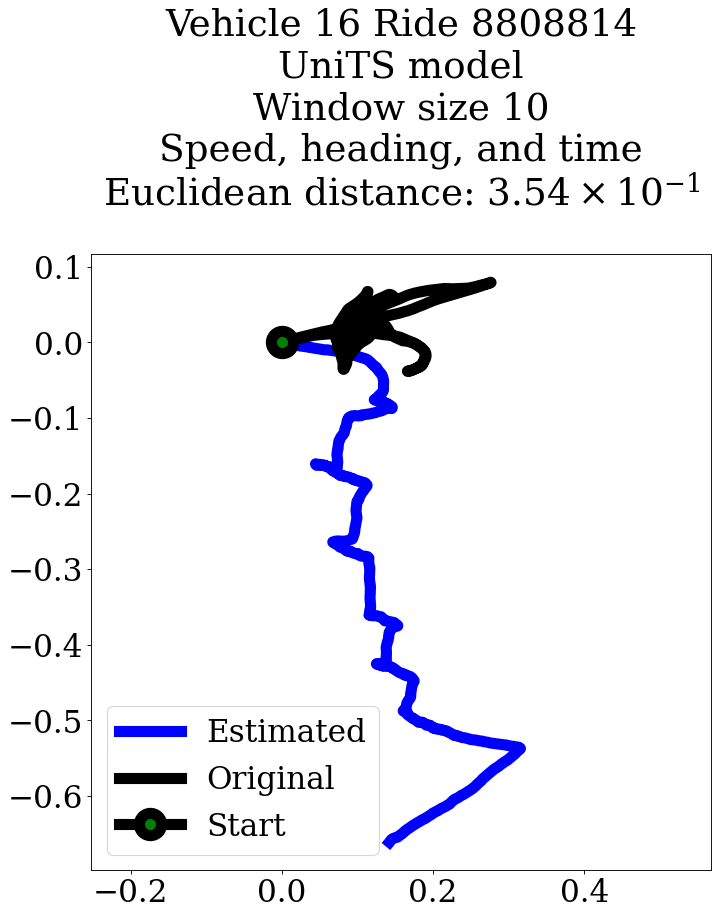 Vehicle 16 Ride 8808814
UniTS model
Window size 10
Speed, heading, and time
Euclidean distance: $3.54 \times 10^{-1}$
0.1
0.0
−0.1
−0.2
−0.3
−0.4
−0.5
−0.6
Estimated
Original
Start
−0.2 0.0 0.2 0.4